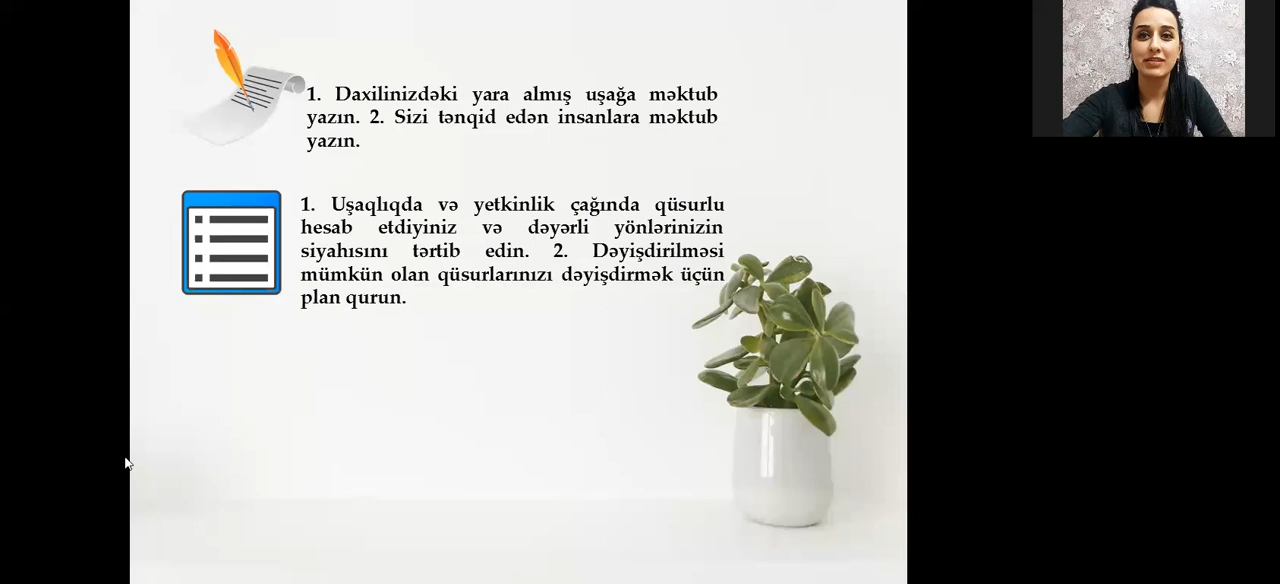 1. Daxilinizdəki yara almış uşağa məktub
yazın. 2. Sizi tənqid edən insanlara məktub
yazın.
1. Uşaqlıqda və yetkinlik çağında qüsurlu
hesab etdiyiniz və dəyərli yönlərinizin
siyahısını tərtib edin. 2. Dəyişdirilməsi
mümkün olan qüsurlarınızı dəyişdirmək üçün
plan qurun.